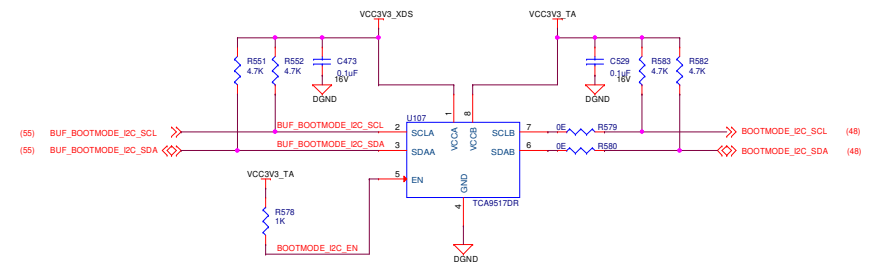 VCC3V3_XDS
VCC3V3_TA
R551
4.7K
R552
4.7K
C473
0.1uF
16V
DGND
C529
0.1uF
16V
DGND
R583
4.7K
R582
4.7K
U107
(55) BUF_BOOTMODE_I2C_SCL
BUF_BOOTMODE_I2C_SCL
2 SCLA
VCCA 1
VCCB 8
SCLB 7
0E R579
BOOTMODE_I2C_SCL (48)
(55) BUF_BOOTMODE_I2C_SDA
BUF_BOOTMODE_I2C_SDA
3 SDAA
SDAB 6
0E R580
BOOTMODE_I2C_SDA (48)
VCC3V3_TA
5 EN
GND 4
TCA9517DR
R578
1K
BOOTMODE_I2C_EN
DGND